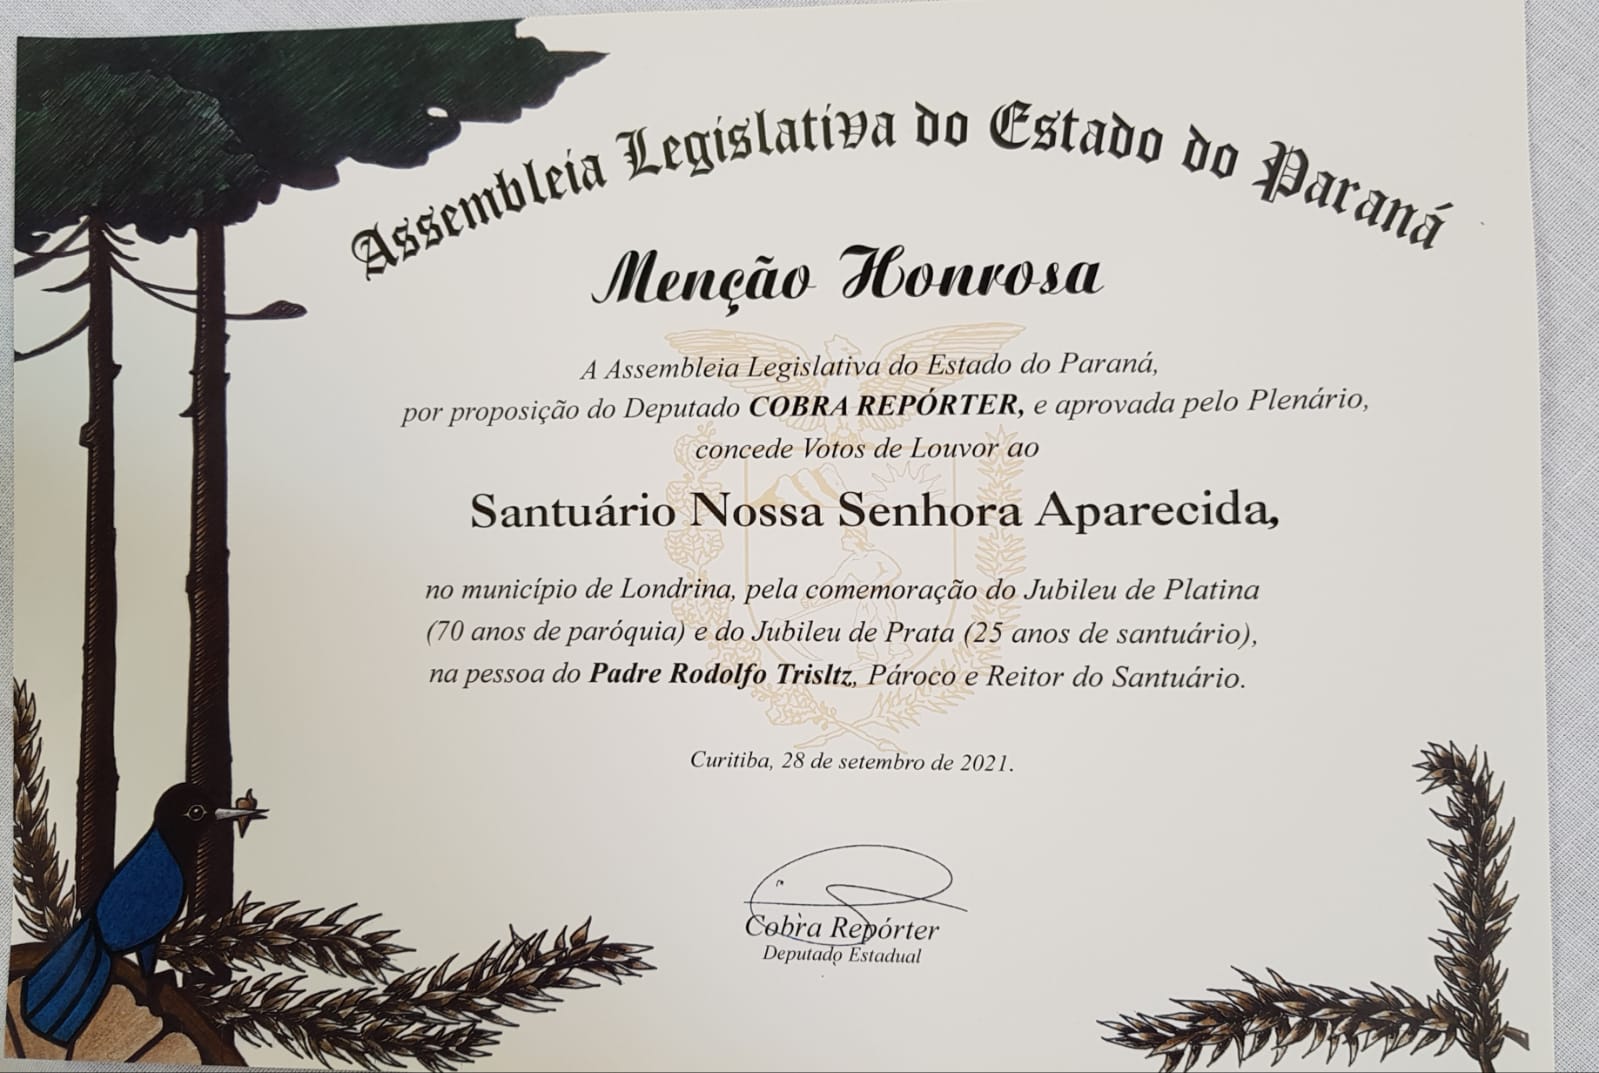 Assembleia Legislativa do Estado do Paraná
Menção Honrosa
A Assembleia Legislativa do Estado do Paraná,
por proposição do Deputado COBRA REPÓRTER, e aprovada pelo Plenário,
concede Votos de Louvor ao
Santuário Nossa Senhora Aparecida,
no município de Londrina, pela comemoração do Jubileu de Platina
(70 anos de paróquia) e do Jubileu de Prata (25 anos de santuário),
na pessoa do Padre Rodolfo Trisltz, Pároco e Reitor do Santuário.
Curitiba, 28 de setembro de 2021.
Cobra Repórter
Deputado Estadual